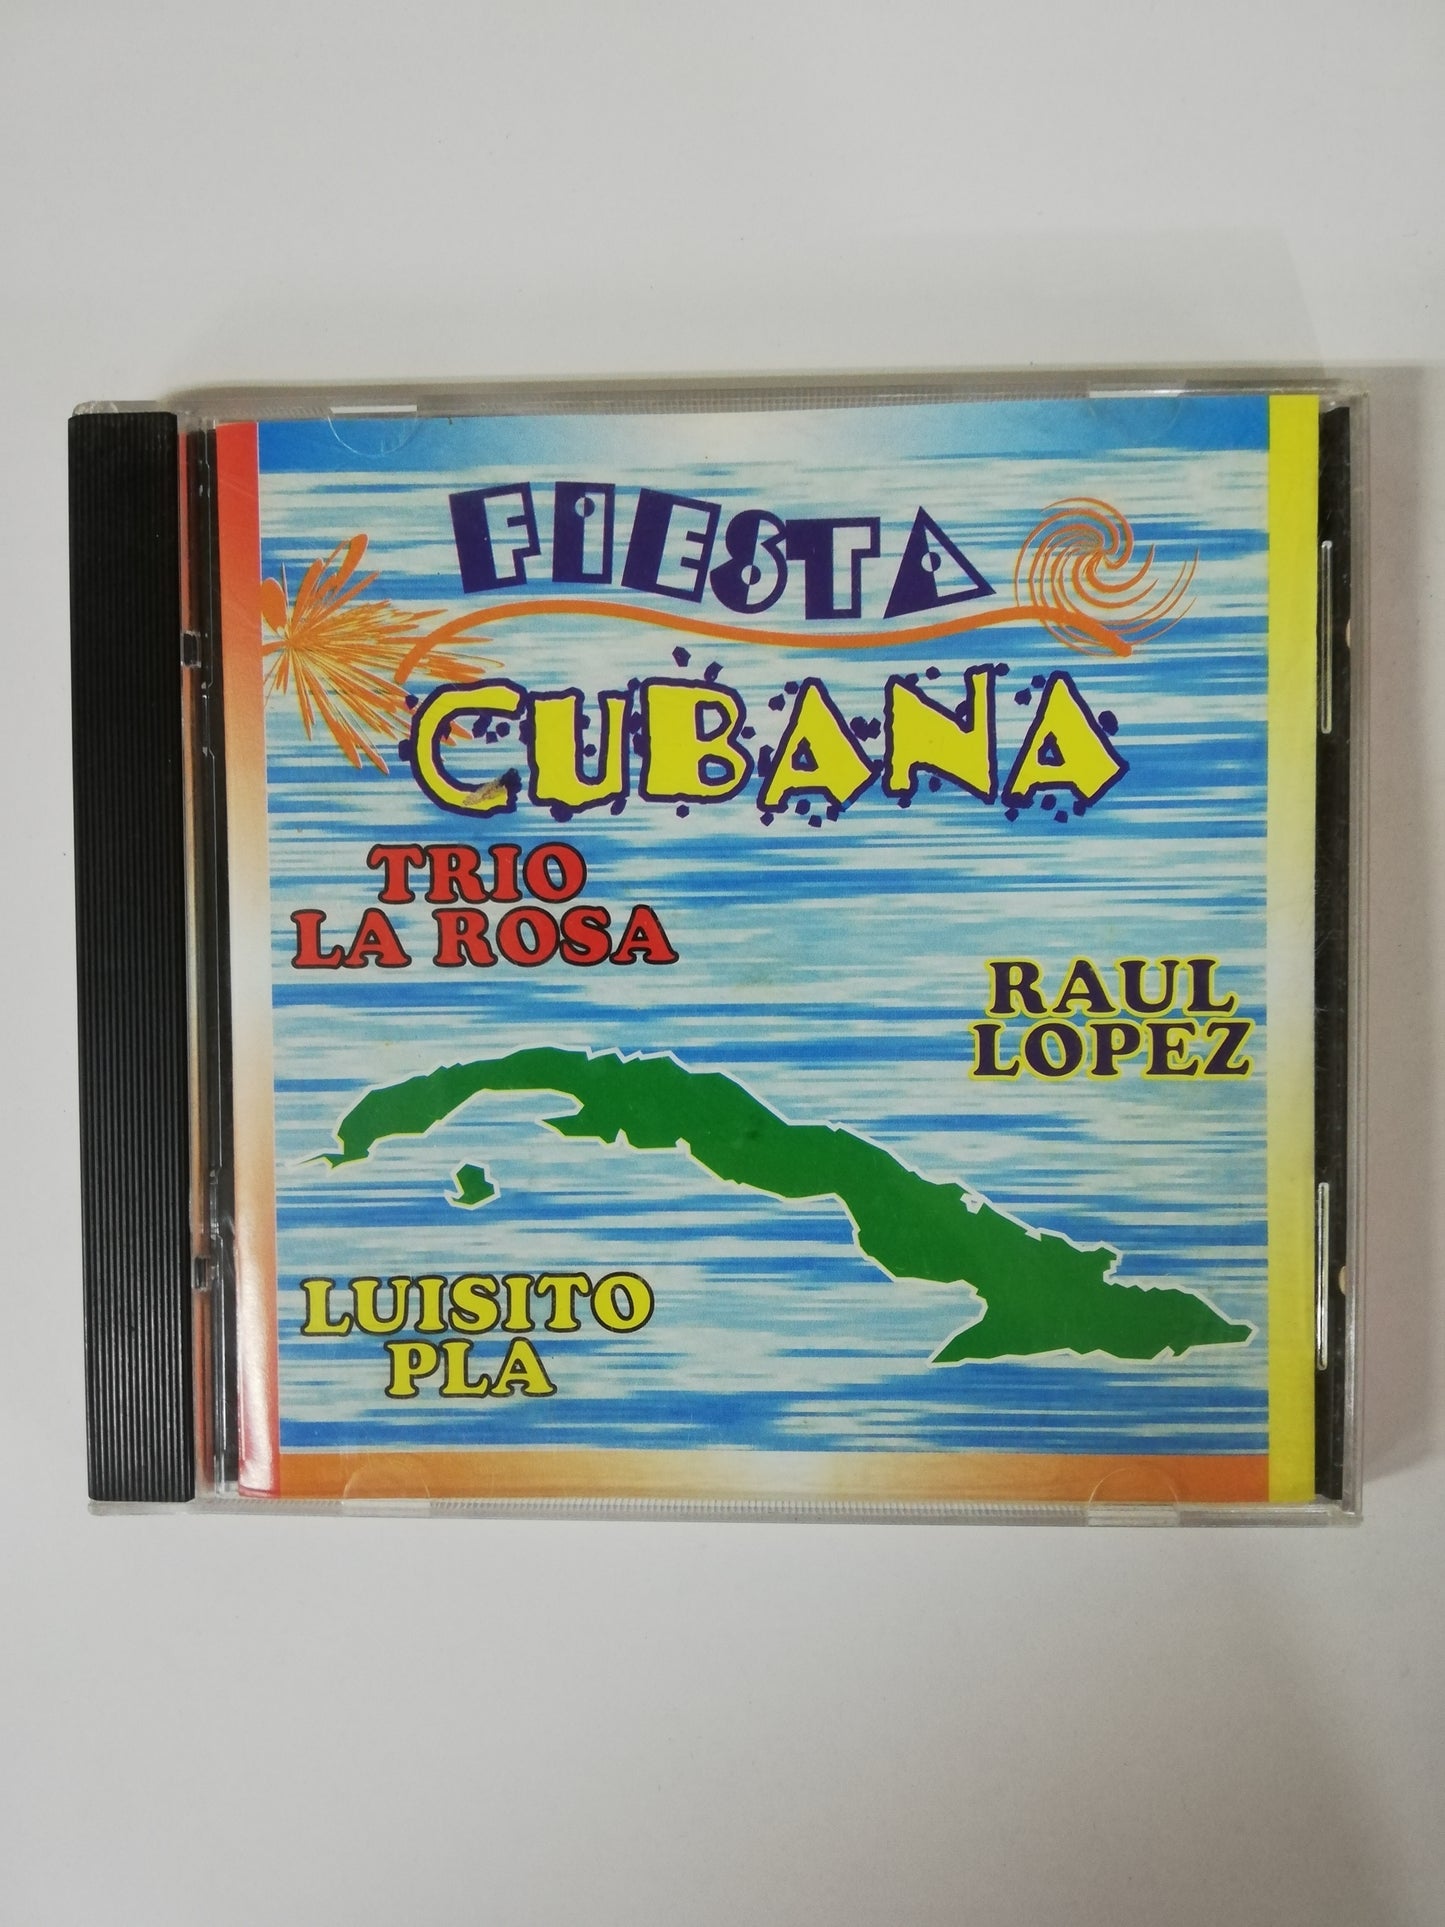 FIESTA
CUBANA
TRIO
LA ROSA
RAUL
LOPEZ
LUISITO
PLA